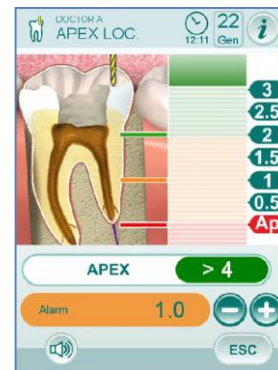 DOCTOR A
APEX LOC.
12:11
22
Gen
i
3
2.5
2
1.5
1
0.5
Ap
APEX
> 4
Alarm
1.0
ESC